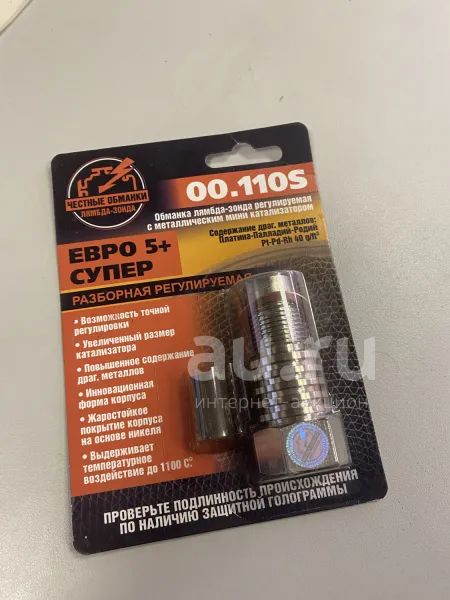 ЧЕСТНЫЕ ОБМАНКИ
ЛЯМБДА-ЗОНДА
00.110S
Обманка лямбда-зонда регулируемая
с металлическим мини катализатором
Содержание драг. металлов:
Платина-Палладий-Родий
Pt-Pd-Rh 40 g/ft³
ЕВРО 5+
СУПЕР
РАЗБОРНАЯ РЕГУЛИРУЕМАЯ
• Возможность точной
регулировки
• Увеличенный размер
катализатора
• Повышенное содержание
драг. металлов
• Инновационная
форма корпуса
• Жаростойкое
покрытие корпуса
на основе никеля
• Выдерживает
температурное
воздействие до 1100 С°
au.ru
интернет-аукцион
ПРОВЕРЬТЕ ПОДЛИННОСТЬ ПРОИСХОЖДЕНИЯ
ПО НАЛИЧИЮ ЗАЩИТНОЙ ГОЛОГРАММЫ